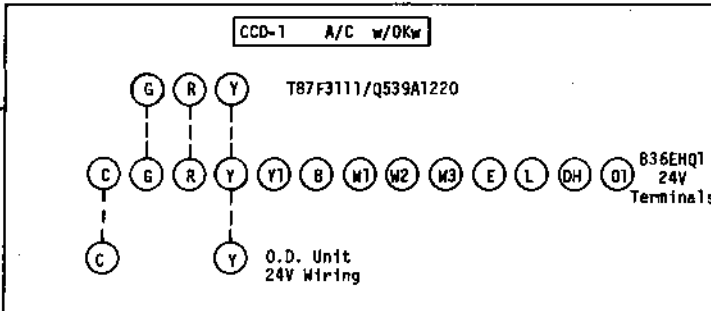 CCD-1 A/C w/0Kw
G R Y T87F3111/Q539A1220
C G R Y Y1 B W1 W2 W3 E L DH O1 B36EHQ1
24V
Terminals
C Y O.D. Unit
24V Wiring